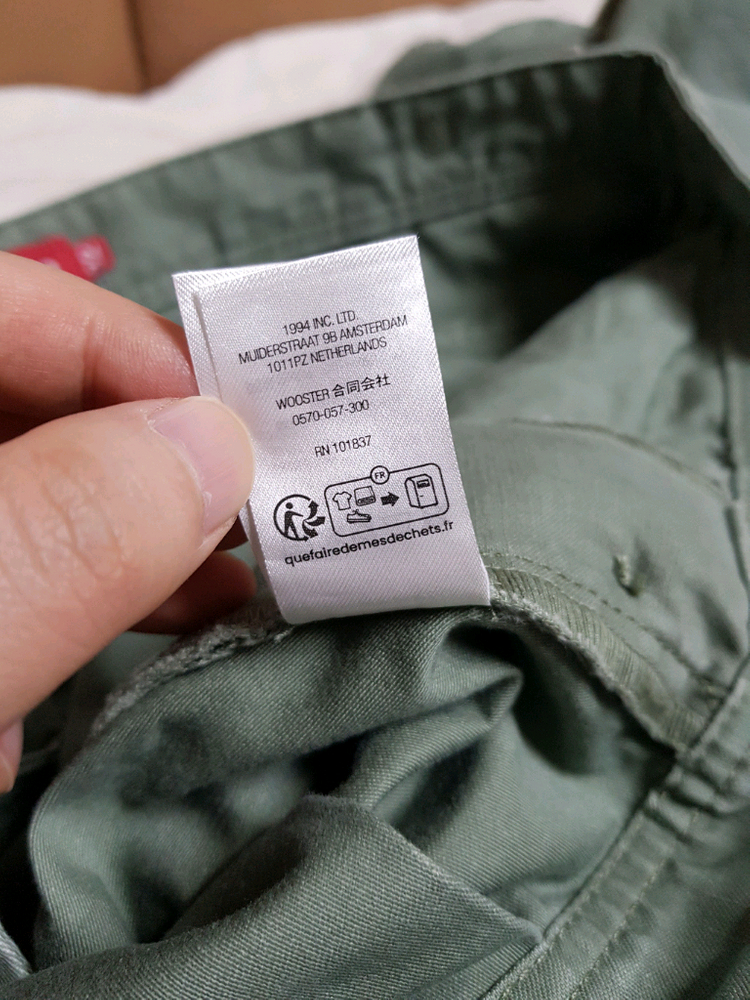 1994 INC. LTD.
MUIDERSTRAAT 9B AMSTERDAM
1011PZ NETHERLANDS
WOOSTER 合同会社
0570-057-300
RN 101837
FR
quefairedemesdechets.fr